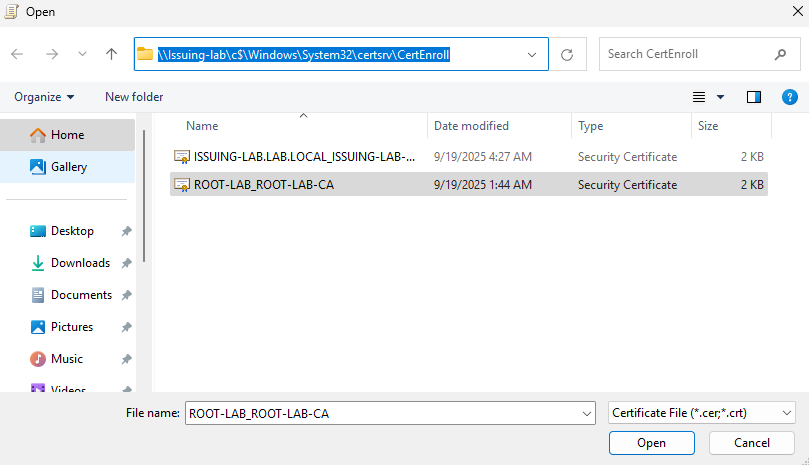 Open
\\Issuing-lab\c$\Windows\System32\certsrv\CertEnroll
Search CertEnroll
Organize
New folder
Home
Gallery
Desktop
Downloads
Documents
Pictures
Music
Videos
Name Date modified Type Size
ISSUING-LAB.LAB.LOCAL_ISSUING-LAB-... 9/19/2025 4:27 AM Security Certificate 2 KB
ROOT-LAB_ROOT-LAB-CA 9/19/2025 1:44 AM Security Certificate 2 KB
File name: ROOT-LAB_ROOT-LAB-CA Certificate File (*.cer;*.crt)
Open Cancel